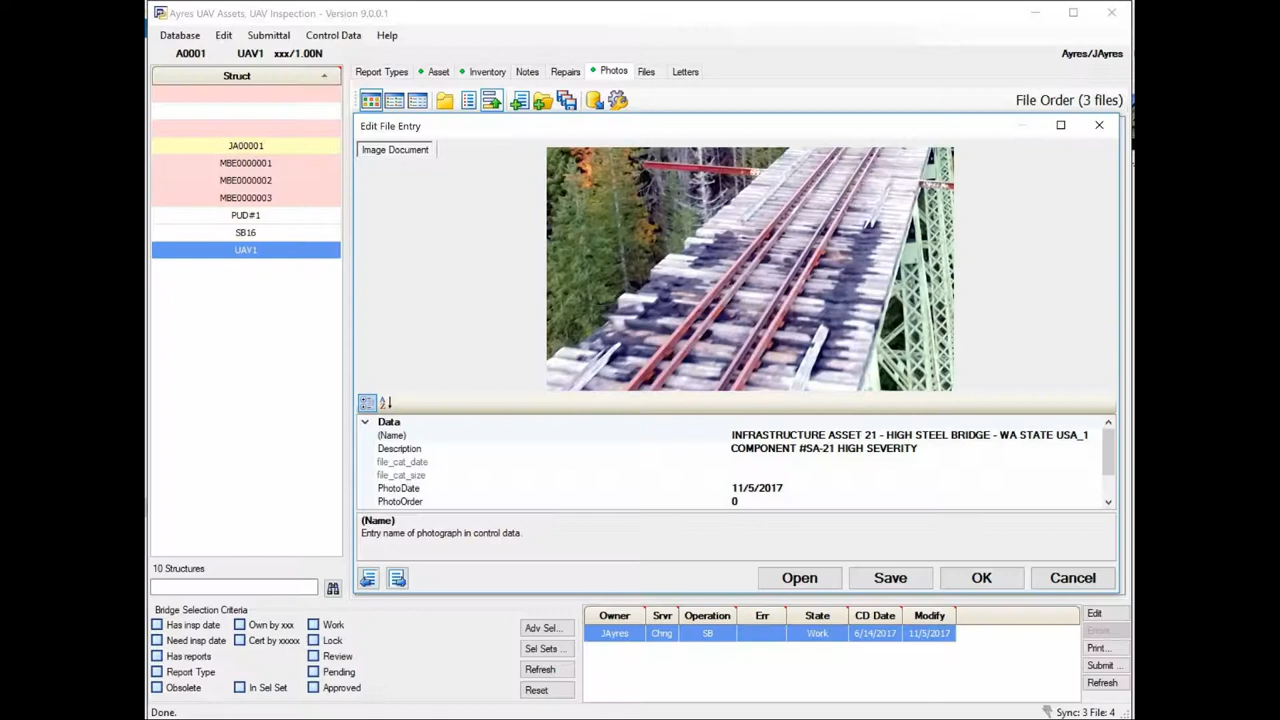 Ayres UAV Assets, UAV Inspection - Version 9.0.0.1
Database Edit Submittal Control Data Help
A0001 UAV1 xxx/1.00N Ayres/JAyres
Struct
JA00001
MBE0000001
MBE0000002
MBE0000003
PUD#1
SB16
UAV1
10 Structures
Report Types Asset Inventory Notes Repairs Photos Files Letters
File Order (3 files)
Edit File Entry
Image Document
Data
(Name) INFRASTRUCTURE ASSET 21 - HIGH STEEL BRIDGE - WA STATE USA_1
Description COMPONENT #SA-21 HIGH SEVERITY
file_cat_date
file_cat_size
PhotoDate 11/5/2017
PhotoOrder 0
(Name)
Entry name of photograph in control data.
Open Save OK Cancel
Bridge Selection Criteria
Has insp date Own by xxx Work
Need insp date Cert by xxxxx Lock
Has reports Review
Report Type Pending
Obsolete In Sel Set Approved
Adv Sel...
Sel Sets ...
Refresh
Reset
Owner Srvr Operation Err State CD Date Modify
JAyres Chng SB Work 6/14/2017 11/5/2017
Edit
Errors...
Print...
Submit ...
Refresh
Done. Sync: 3 File: 4